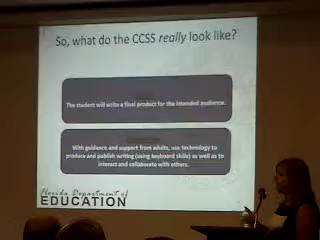 So, what do the CCSS really look like?
The student will write a final product for the intended audience.
With guidance and support from adults, use technology to
produce and publish writing (using keyboard skills) as well as to
interact and collaborate with others.
Florida Department of
EDUCATION